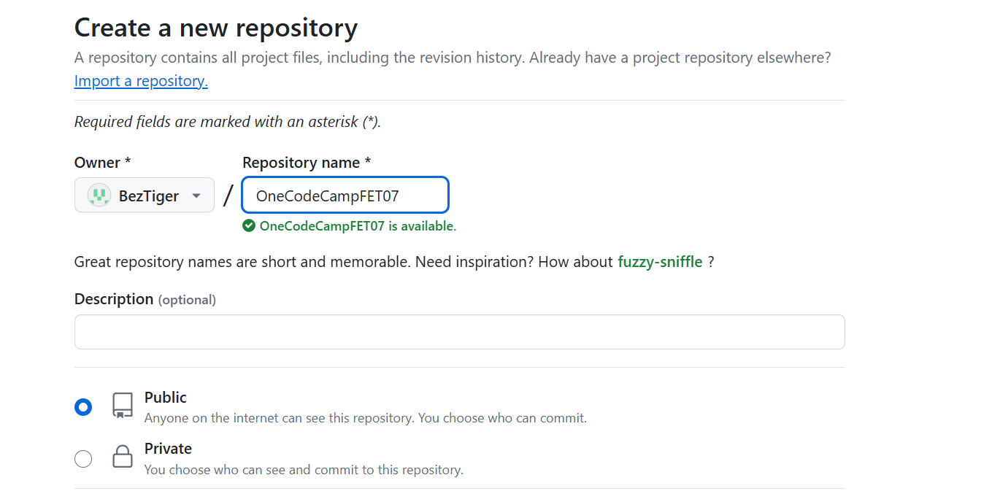 Create a new repository
A repository contains all project files, including the revision history. Already have a project repository elsewhere?
Import a repository.
Required fields are marked with an asterisk (*).
Owner *
Repository name *
BezTiger / OneCodeCampFET07
OneCodeCampFET07 is available.
Great repository names are short and memorable. Need inspiration? How about fuzzy-sniffle ?
Description (optional)
Public
Anyone on the internet can see this repository. You choose who can commit.
Private
You choose who can see and commit to this repository.